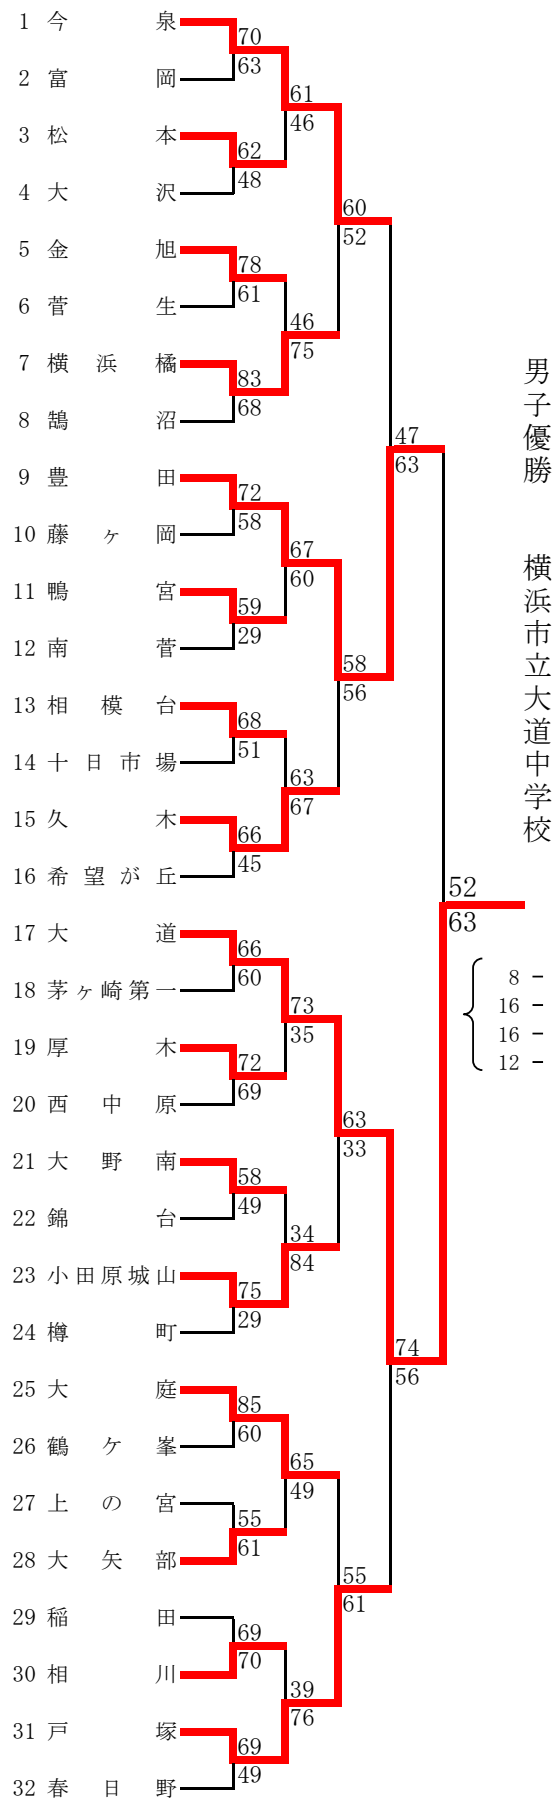 1 今泉
70
63
2 富岡
61
46
3 松本
62
48
4 大沢
60
52
5 金旭
78
61
6 菅生
46
75
7 横浜橘
83
68
8 鵠沼
47
63
9 豊田
72
58
10 藤ヶ岡
67
60
11 鴨宮
59
29
12 南菅
58
56
13 相模台
68
51
14 十日市場
63
67
15 久木
66
45
16 希望が丘
52
63
17 大道
66
60
18 茅ヶ崎第一
73
35
19 厚木
72
69
20 西中原
63
33
21 大野南
58
49
22 錦台
34
84
23 小田原城山
75
29
24 樽町
74
56
25 大庭
85
60
26 鶴ケ峯
65
49
27 上の宮
55
61
28 大矢部
55
61
29 稲田
69
70
30 相川
39
76
31 戸塚
69
49
32 春日野
男子優勝 横浜市立大道中学校
8 -
16 -
16 -
12 -